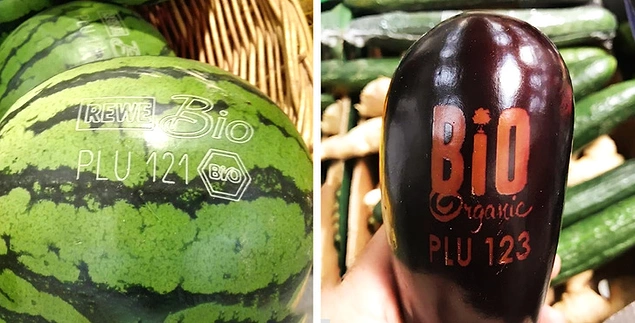 REWE Bio
PLU 121 BIO
BiO
Organic
PLU 123